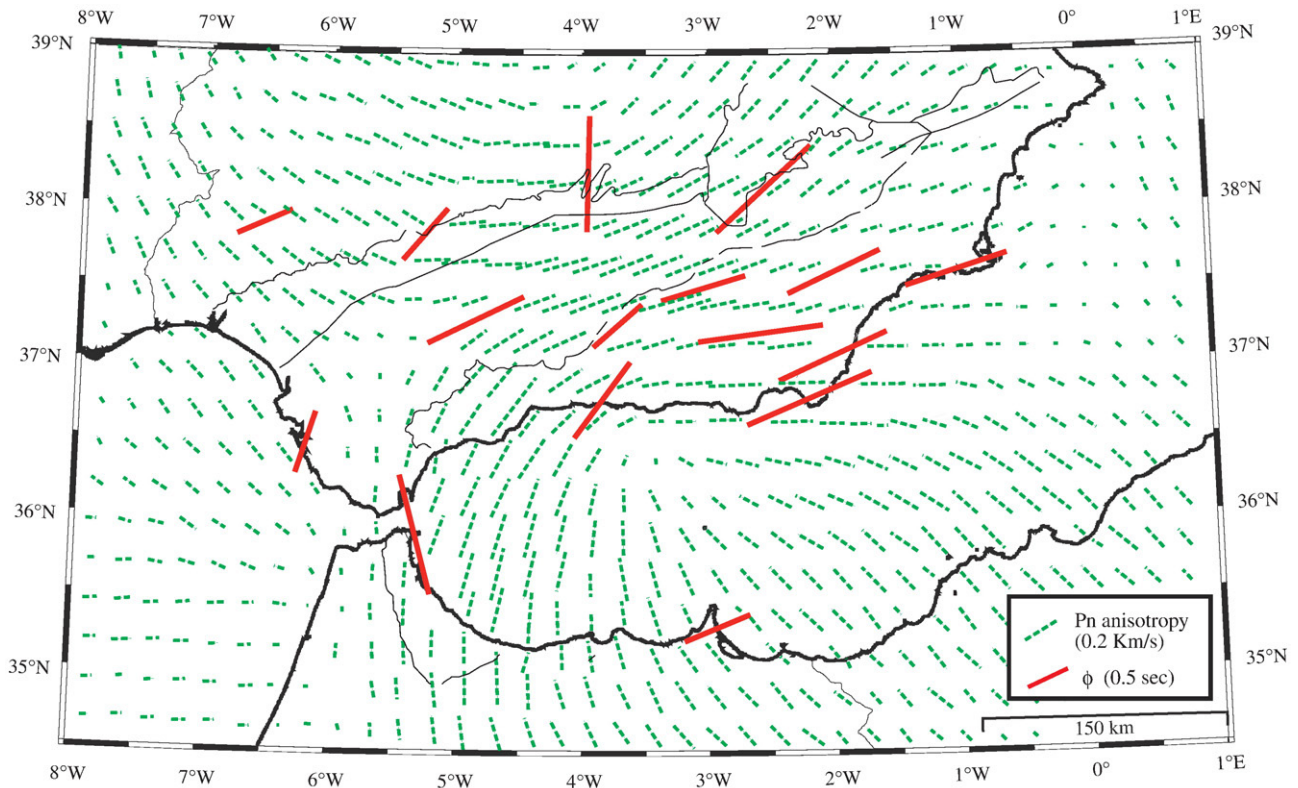 8°W 7°W 6°W 5°W 4°W 3°W 2°W 1°W 0° 1°E
39°N 39°N
38°N 38°N
37°N 37°N
36°N 36°N
35°N 35°N
Pn anisotropy
(0.2 Km/s)
ϕ (0.5 sec)
150 km
8°W 7°W 6°W 5°W 4°W 3°W 2°W 1°W 0° 1°E